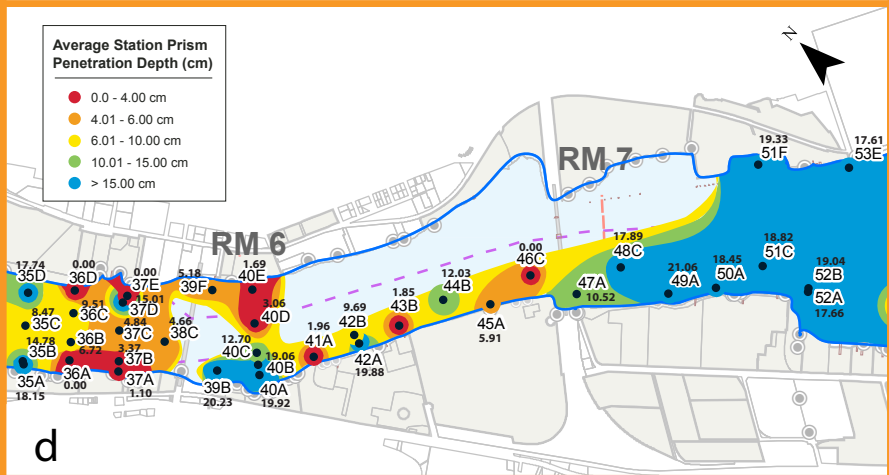 Average Station Prism
Penetration Depth (cm)
0.0 - 4.00 cm
4.01 - 6.00 cm
6.01 - 10.00 cm
10.01 - 15.00 cm
> 15.00 cm
N
RM 6
RM 7
17.74
35D
8.47
35C
14.78
35B
35A
18.15
0.00
36D
9.51
36C
36B
6.72
36A
0.00
0.00
37E
15.01
37D
4.84
37C
3.37
37B
37A
1.10
4.66
38C
5.18
39F
39B
20.23
1.69
40E
3.06
40D
12.70
40C
19.06
40B
40A
19.92
1.96
41A
9.69
42B
42A
19.88
1.85
43B
12.03
44B
45A
5.91
0.00
46C
47A
10.52
17.89
48C
21.06
49A
18.45
50A
18.82
51C
19.33
51F
19.04
52B
52A
17.66
17.61
53E
d